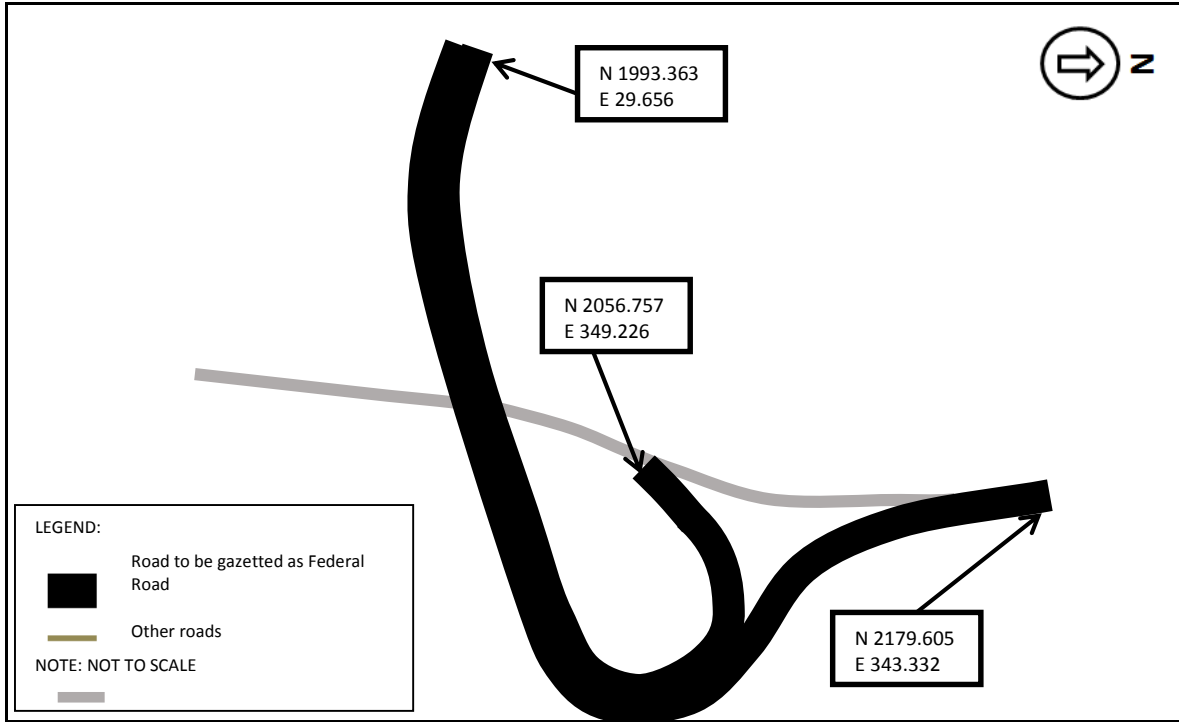 N 1993.363
E 29.656
N
N 2056.757
E 349.226
LEGEND:
Road to be gazetted as Federal
Road
Other roads
NOTE: NOT TO SCALE
N 2179.605
E 343.332